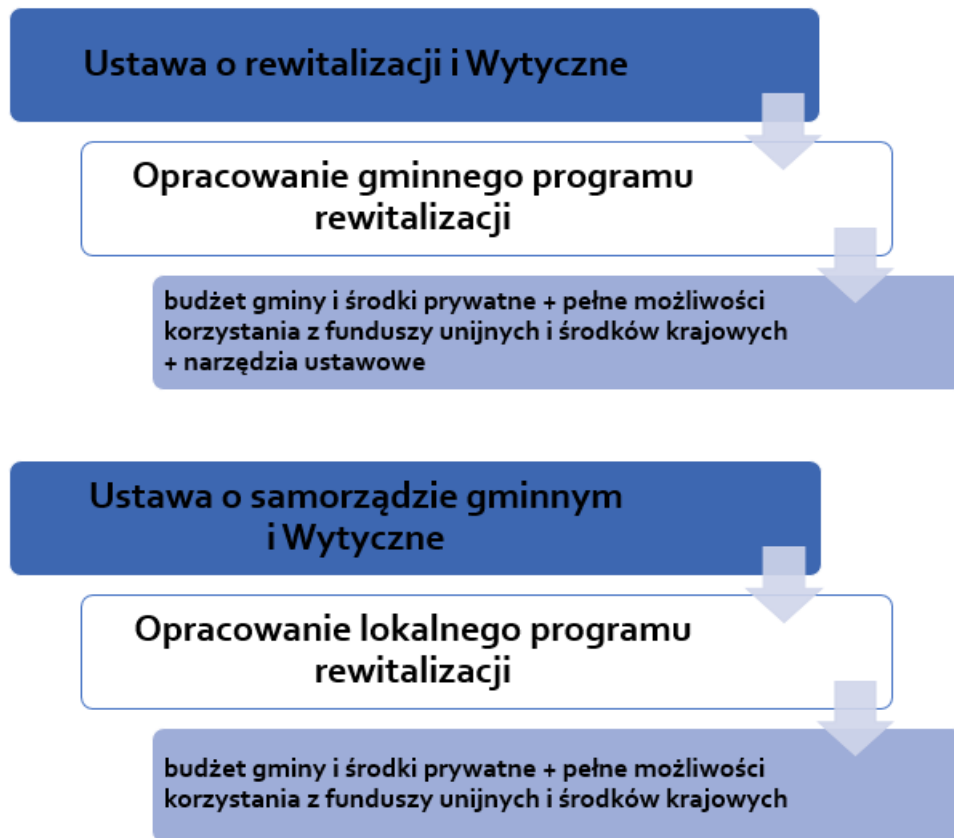 Ustawa o rewitalizacji i Wytyczne
Opracowanie gminnego programu
rewitalizacji
budżet gminy i środki prywatne + pełne możliwości
korzystania z funduszy unijnych i środków krajowych
+ narzędzia ustawowe
Ustawa o samorządzie gminnym
i Wytyczne
Opracowanie lokalnego programu
rewitalizacji
budżet gminy i środki prywatne + pełne możliwości
korzystania z funduszy unijnych i środków krajowych